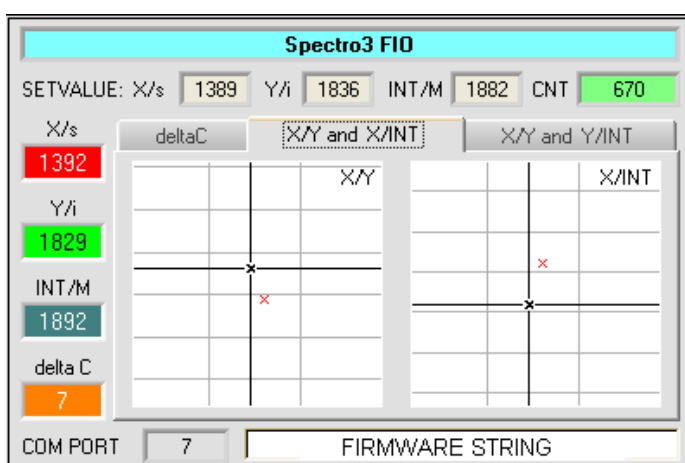 Spectro3 FIO
SETVALUE: X/s 1389 Y/i 1836 INT/M 1882 CNT 670
X/s
1392
Y/i
1829
INT/M
1892
delta C
7
deltaC X/Y and X/INT X/Y and Y/INT
X/Y X/INT
COM PORT 7 FIRMWARE STRING